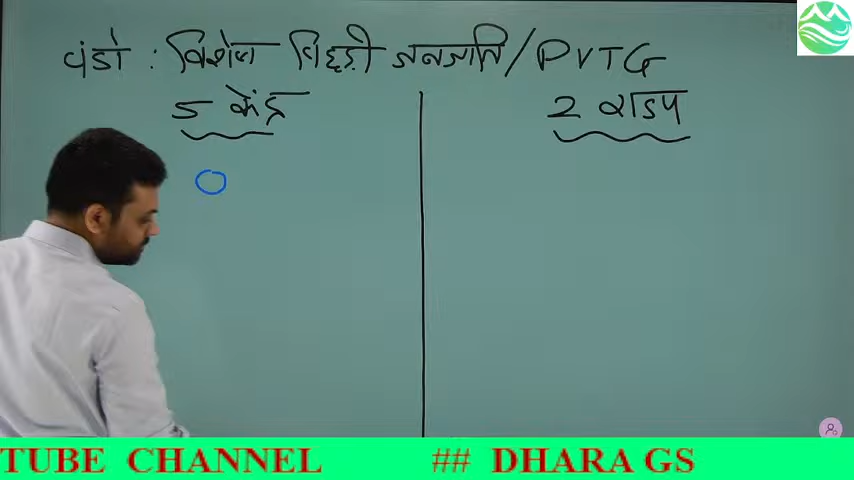 पंडो : विशेष पिछड़ी जनजाति / PVTG
5 केंद्र
2 राज्य
TUBE CHANNEL ## DHARA GS